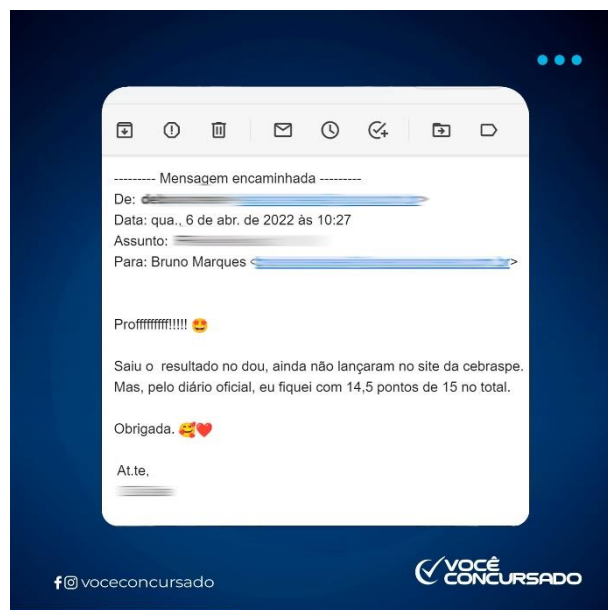 --------- Mensagem encaminhada ---------
De:
Data: qua., 6 de abr. de 2022 às 10:27
Assunto:
Para: Bruno Marques < >
Proffffffff!!!!! 🤩
Saiu o resultado no dou, ainda não lançaram no site da cebraspe.
Mas, pelo diário oficial, eu fiquei com 14,5 pontos de 15 no total.
Obrigada. 🥰❤️
At.te,
voceconcursado
VOCÊ
CONCURSADO